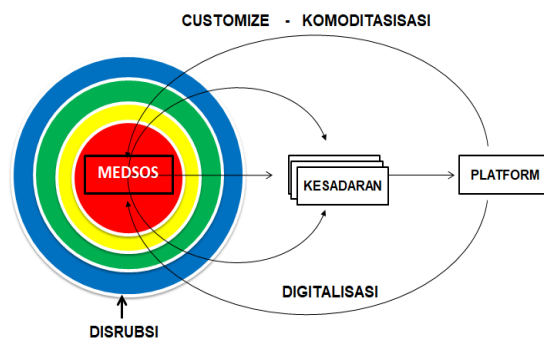 CUSTOMIZE - KOMODITASISASI
MEDSOS
KESADARAN
PLATFORM
DIGITALISASI
DISRUBSI